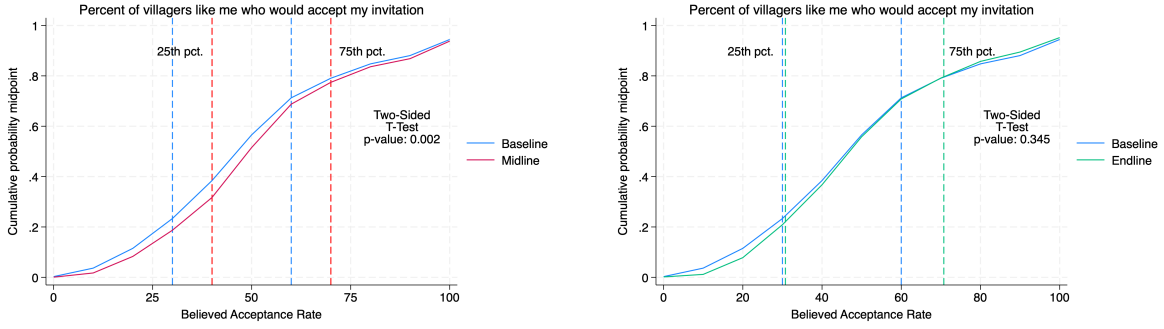 Percent of villagers like me who would accept my invitation
Cumulative probability midpoint
1
.8
.6
.4
.2
0
25th pct.
75th pct.
Two-Sided
T-Test
p-value: 0.002
0
25
50
75
100
Believed Acceptance Rate
Baseline
Midline
Percent of villagers like me who would accept my invitation
Cumulative probability midpoint
1
.8
.6
.4
.2
0
25th pct.
75th pct.
Two-Sided
T-Test
p-value: 0.345
0
20
40
60
80
100
Believed Acceptance Rate
Baseline
Endline